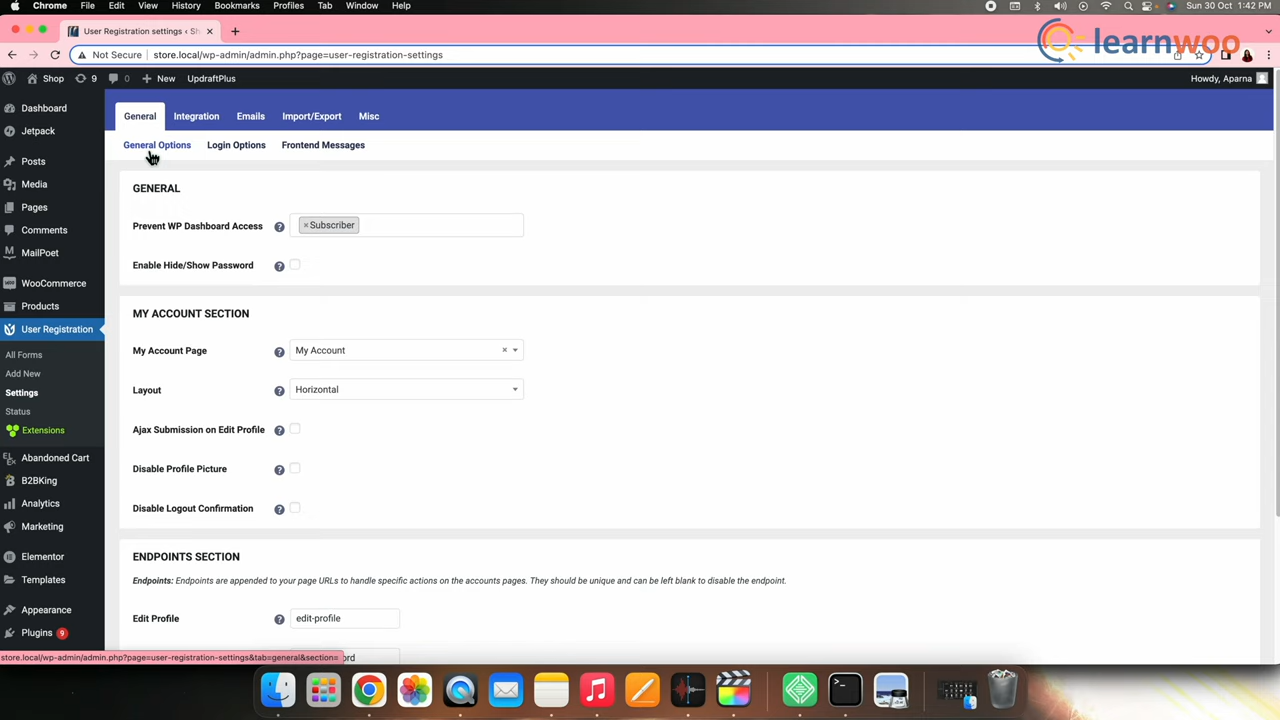 Chrome File Edit View History Bookmarks Profiles Tab Window Help Sun 30 Oct 1:42 PM
User Registration settings ‹ Sh
learnwoo
Not Secure store.local/wp-admin/admin.php?page=user-registration-settings
Shop 9 0 New UpdraftPlus Howdy, Aparna
Dashboard
Jetpack
Posts
Media
Pages
Comments
MailPoet
WooCommerce
Products
User Registration
All Forms
Add New
Settings
Status
Extensions
Abandoned Cart
B2BKing
Analytics
Marketing
Elementor
Templates
Appearance
Plugins 9
General Integration Emails Import/Export Misc
General Options Login Options Frontend Messages
GENERAL
Prevent WP Dashboard Access ? × Subscriber
Enable Hide/Show Password ?
MY ACCOUNT SECTION
My Account Page ? My Account ×
Layout ? Horizontal
Ajax Submission on Edit Profile ?
Disable Profile Picture ?
Disable Logout Confirmation ?
ENDPOINTS SECTION
Endpoints: Endpoints are appended to your page URLs to handle specific actions on the accounts pages. They should be unique and can be left blank to disable the endpoint.
Edit Profile ? edit-profile
store.local/wp-admin/admin.php?page=user-registration-settings&tab=general&section= ord